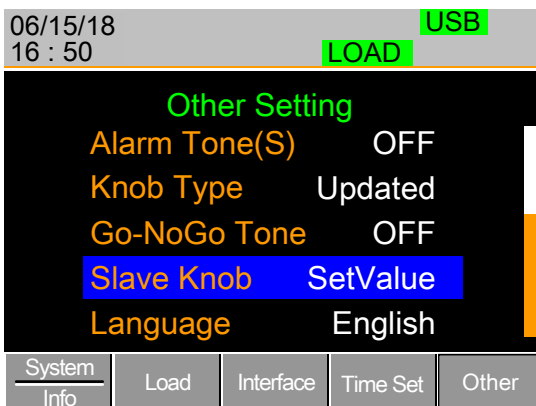 06/15/18 USB
16 : 50 LOAD
Other Setting
Alarm Tone(S) OFF
Knob Type Updated
Go-NoGo Tone OFF
Slave Knob SetValue
Language English
System Load Interface Time Set Other
Info